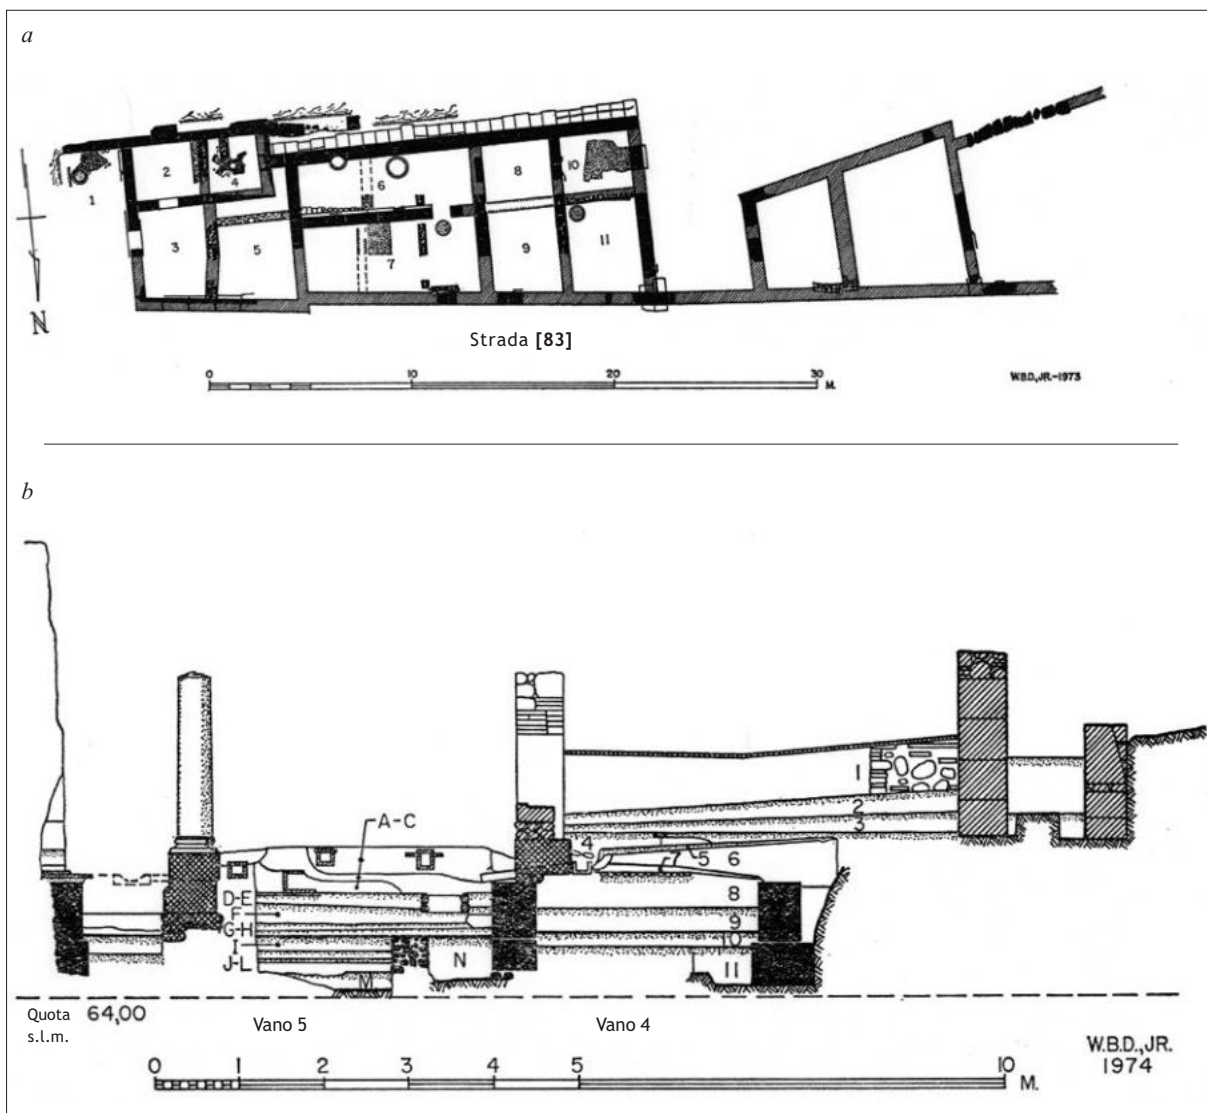 a
1
2
3
4
5
6
7
8
9
10
11
N
Strada [83]
0 10 20 30 M.
W.B.D., JR.-1973
b
A-C
D-E
F
G-H
I
J-L
M
N
1
2
3
4
5
6
7
8
9
10
11
Quota 64,00
s.l.m.
Vano 5
Vano 4
W.B.D., JR.
1974
0 1 2 3 4 5 10 M.